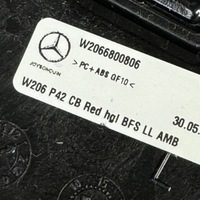 W2066800806
>PC+ABS GF10<
W206 P42 CB Red hgl BFS LL AMB
30.05.